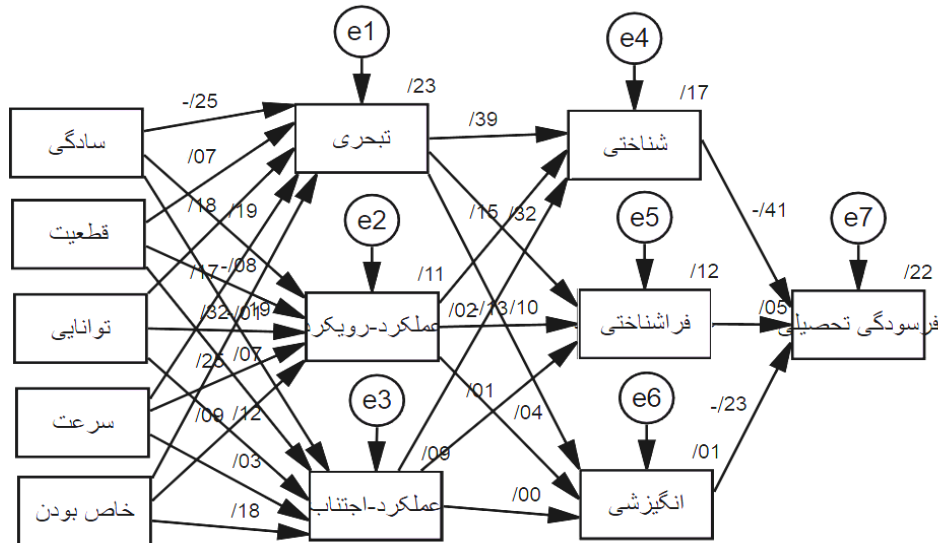 e1
e4
/23
/17
-/25
سادگی
تبحری
/39
شناختی
/07
/18
/19
e2
/15
/32
e5
-/41
e7
قطعیت
/17
-/08
/11
/12
/22
توانایی
/32
-/01
/19
عملکرد-رویکرد
/02
-/13
/10
فراشناختی
/05
فرسودگی تحصیلی
/25
/07
سرعت
/09
/12
e3
/01
/04
e6
-/23
/03
/09
/01
خاص بودن
/18
عملکرد-اجتناب
/00
انگیزشی